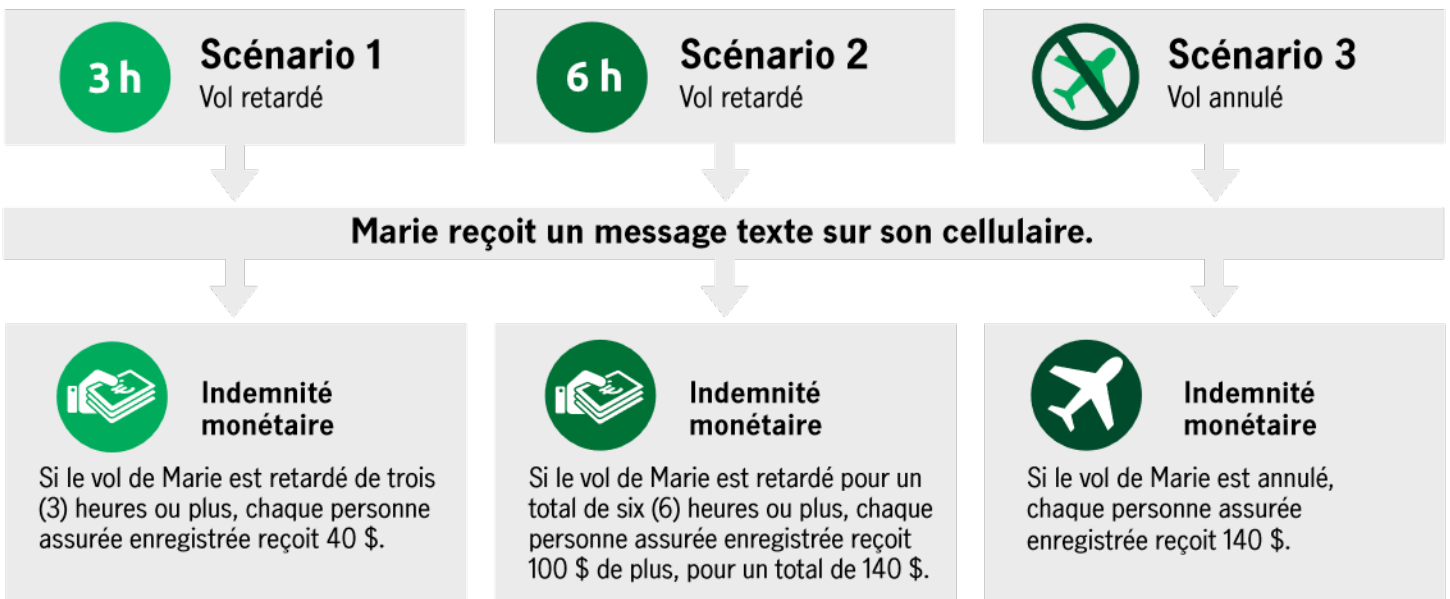 3 h
Scénario 1
Vol retardé
6 h
Scénario 2
Vol retardé
Scénario 3
Vol annulé
Marie reçoit un message texte sur son cellulaire.
Indemnité
monétaire
Si le vol de Marie est retardé de trois
(3) heures ou plus, chaque personne
assurée enregistrée reçoit 40 $.
Indemnité
monétaire
Si le vol de Marie est retardé pour un
total de six (6) heures ou plus, chaque
personne assurée enregistrée reçoit
100 $ de plus, pour un total de 140 $.
Indemnité
monétaire
Si le vol de Marie est annulé,
chaque personne assurée
enregistrée reçoit 140 $.